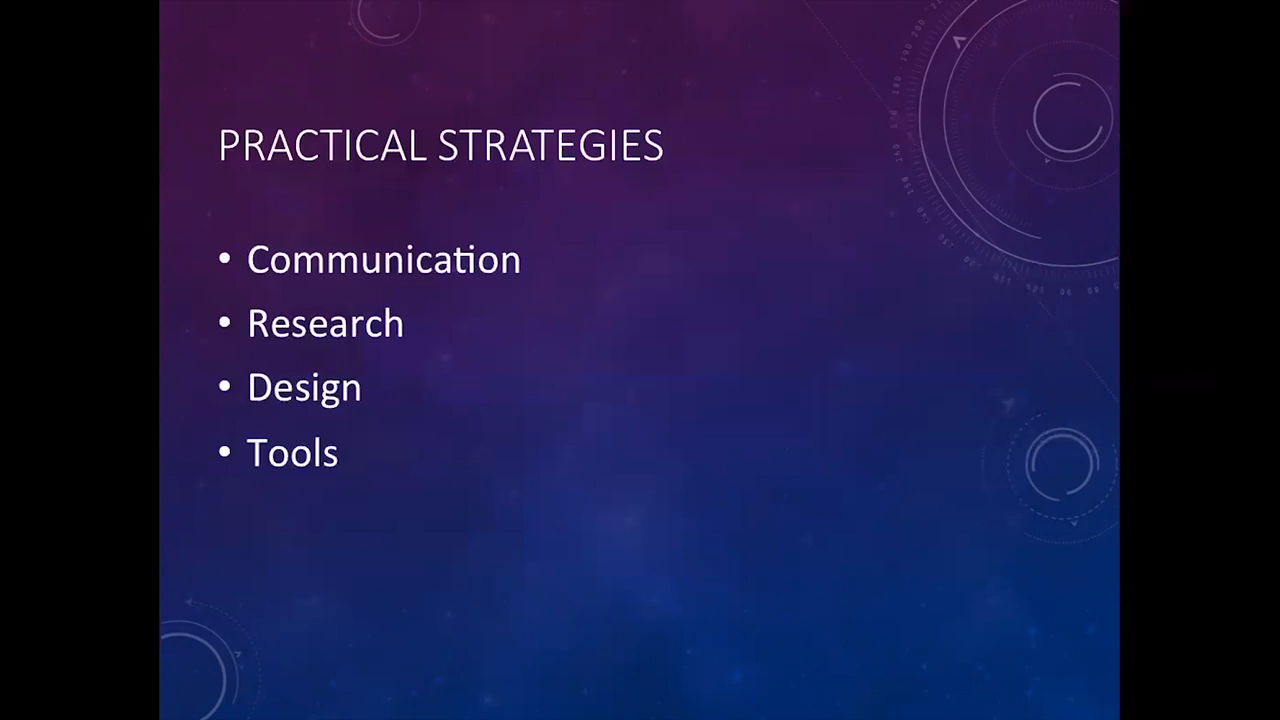 PRACTICAL STRATEGIES
• Communication
• Research
• Design
• Tools